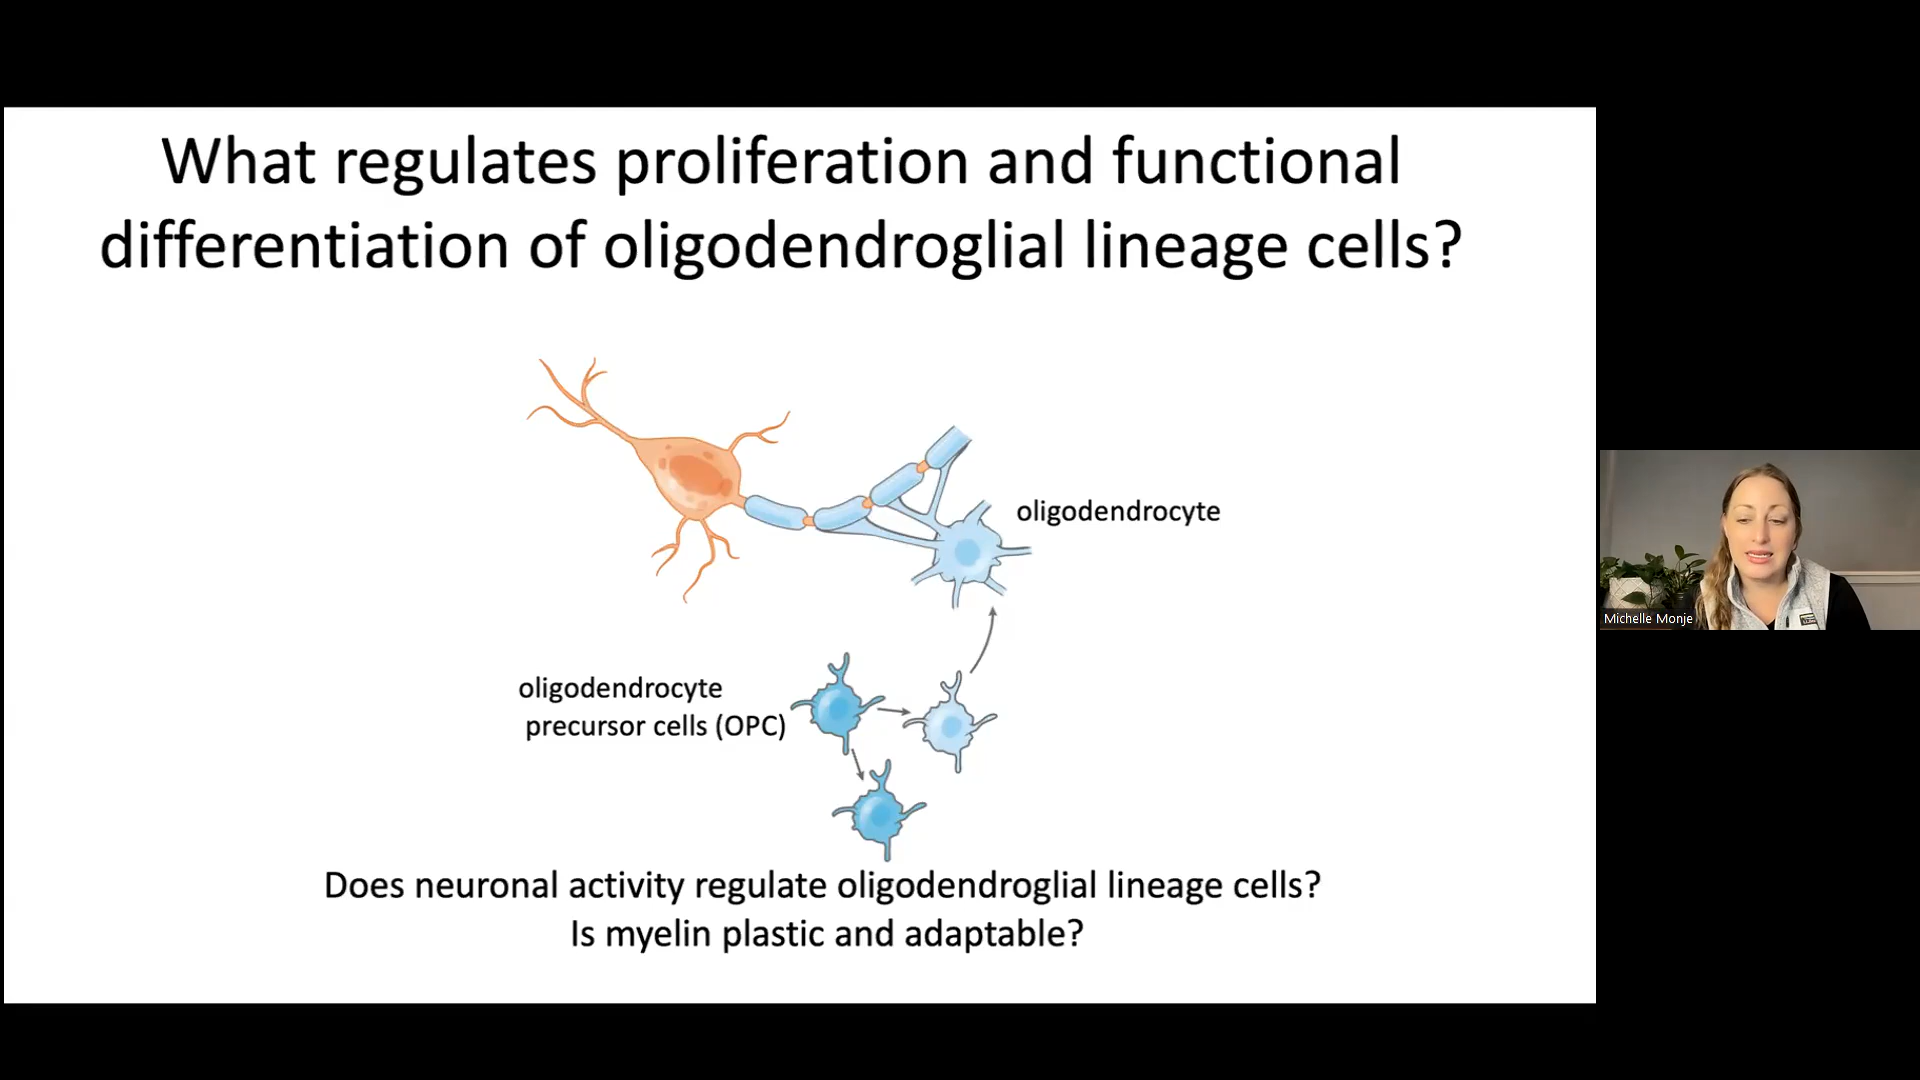 What regulates proliferation and functional
differentiation of oligodendroglial lineage cells?
oligodendrocyte
oligodendrocyte
precursor cells (OPC)
Does neuronal activity regulate oligodendroglial lineage cells?
Is myelin plastic and adaptable?
Michelle Monje